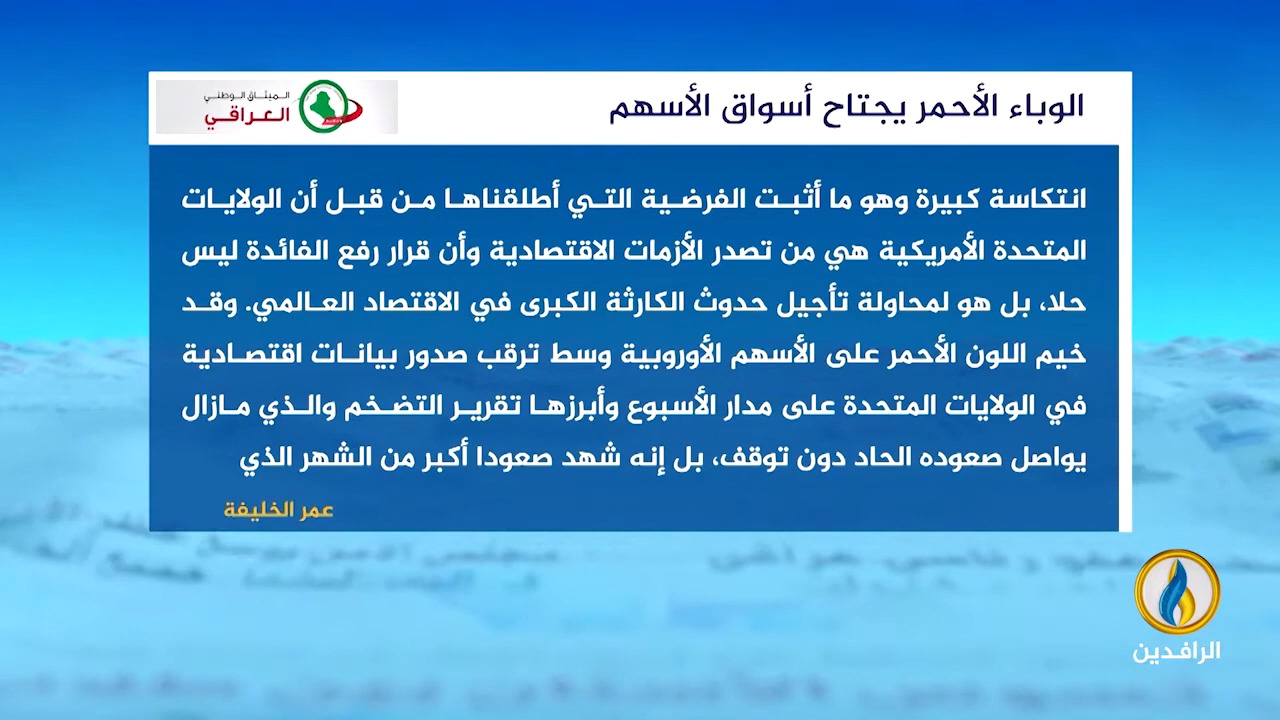 الوباء الأحمر يجتاح أسواق الأسهم
الميثاق الوطني
العراقي
انتكاسة كبيرة وهو ما أثبت الفرضية التي أطلقناها من قبل أن الولايات
المتحدة الأمريكية هي من تصدر الأزمات الاقتصادية وأن قرار رفع الفائدة ليس
حلا، بل هو لمحاولة تأجيل حدوث الكارثة الكبرى في الاقتصاد العالمي. وقد
خيم اللون الأحمر على الأسهم الأوروبية وسط ترقب صدور بيانات اقتصادية
في الولايات المتحدة على مدار الأسبوع وأبرزها تقرير التضخم والذي مازال
يواصل صعوده الحاد دون توقف، بل إنه شهد صعودا أكبر من الشهر الذي
عمر الخليفة
الرافدين